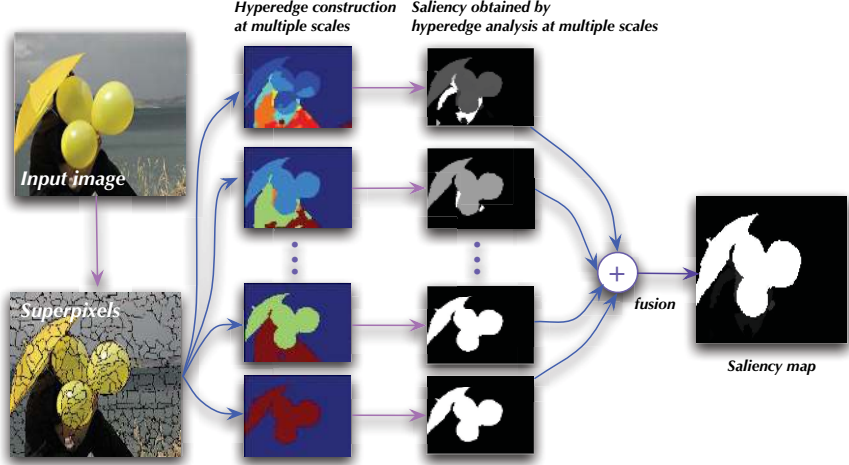 Hyperedge construction
at multiple scales
Saliency obtained by
hyperedge analysis at multiple scales
Input image
Superpixels
+
fusion
Saliency map